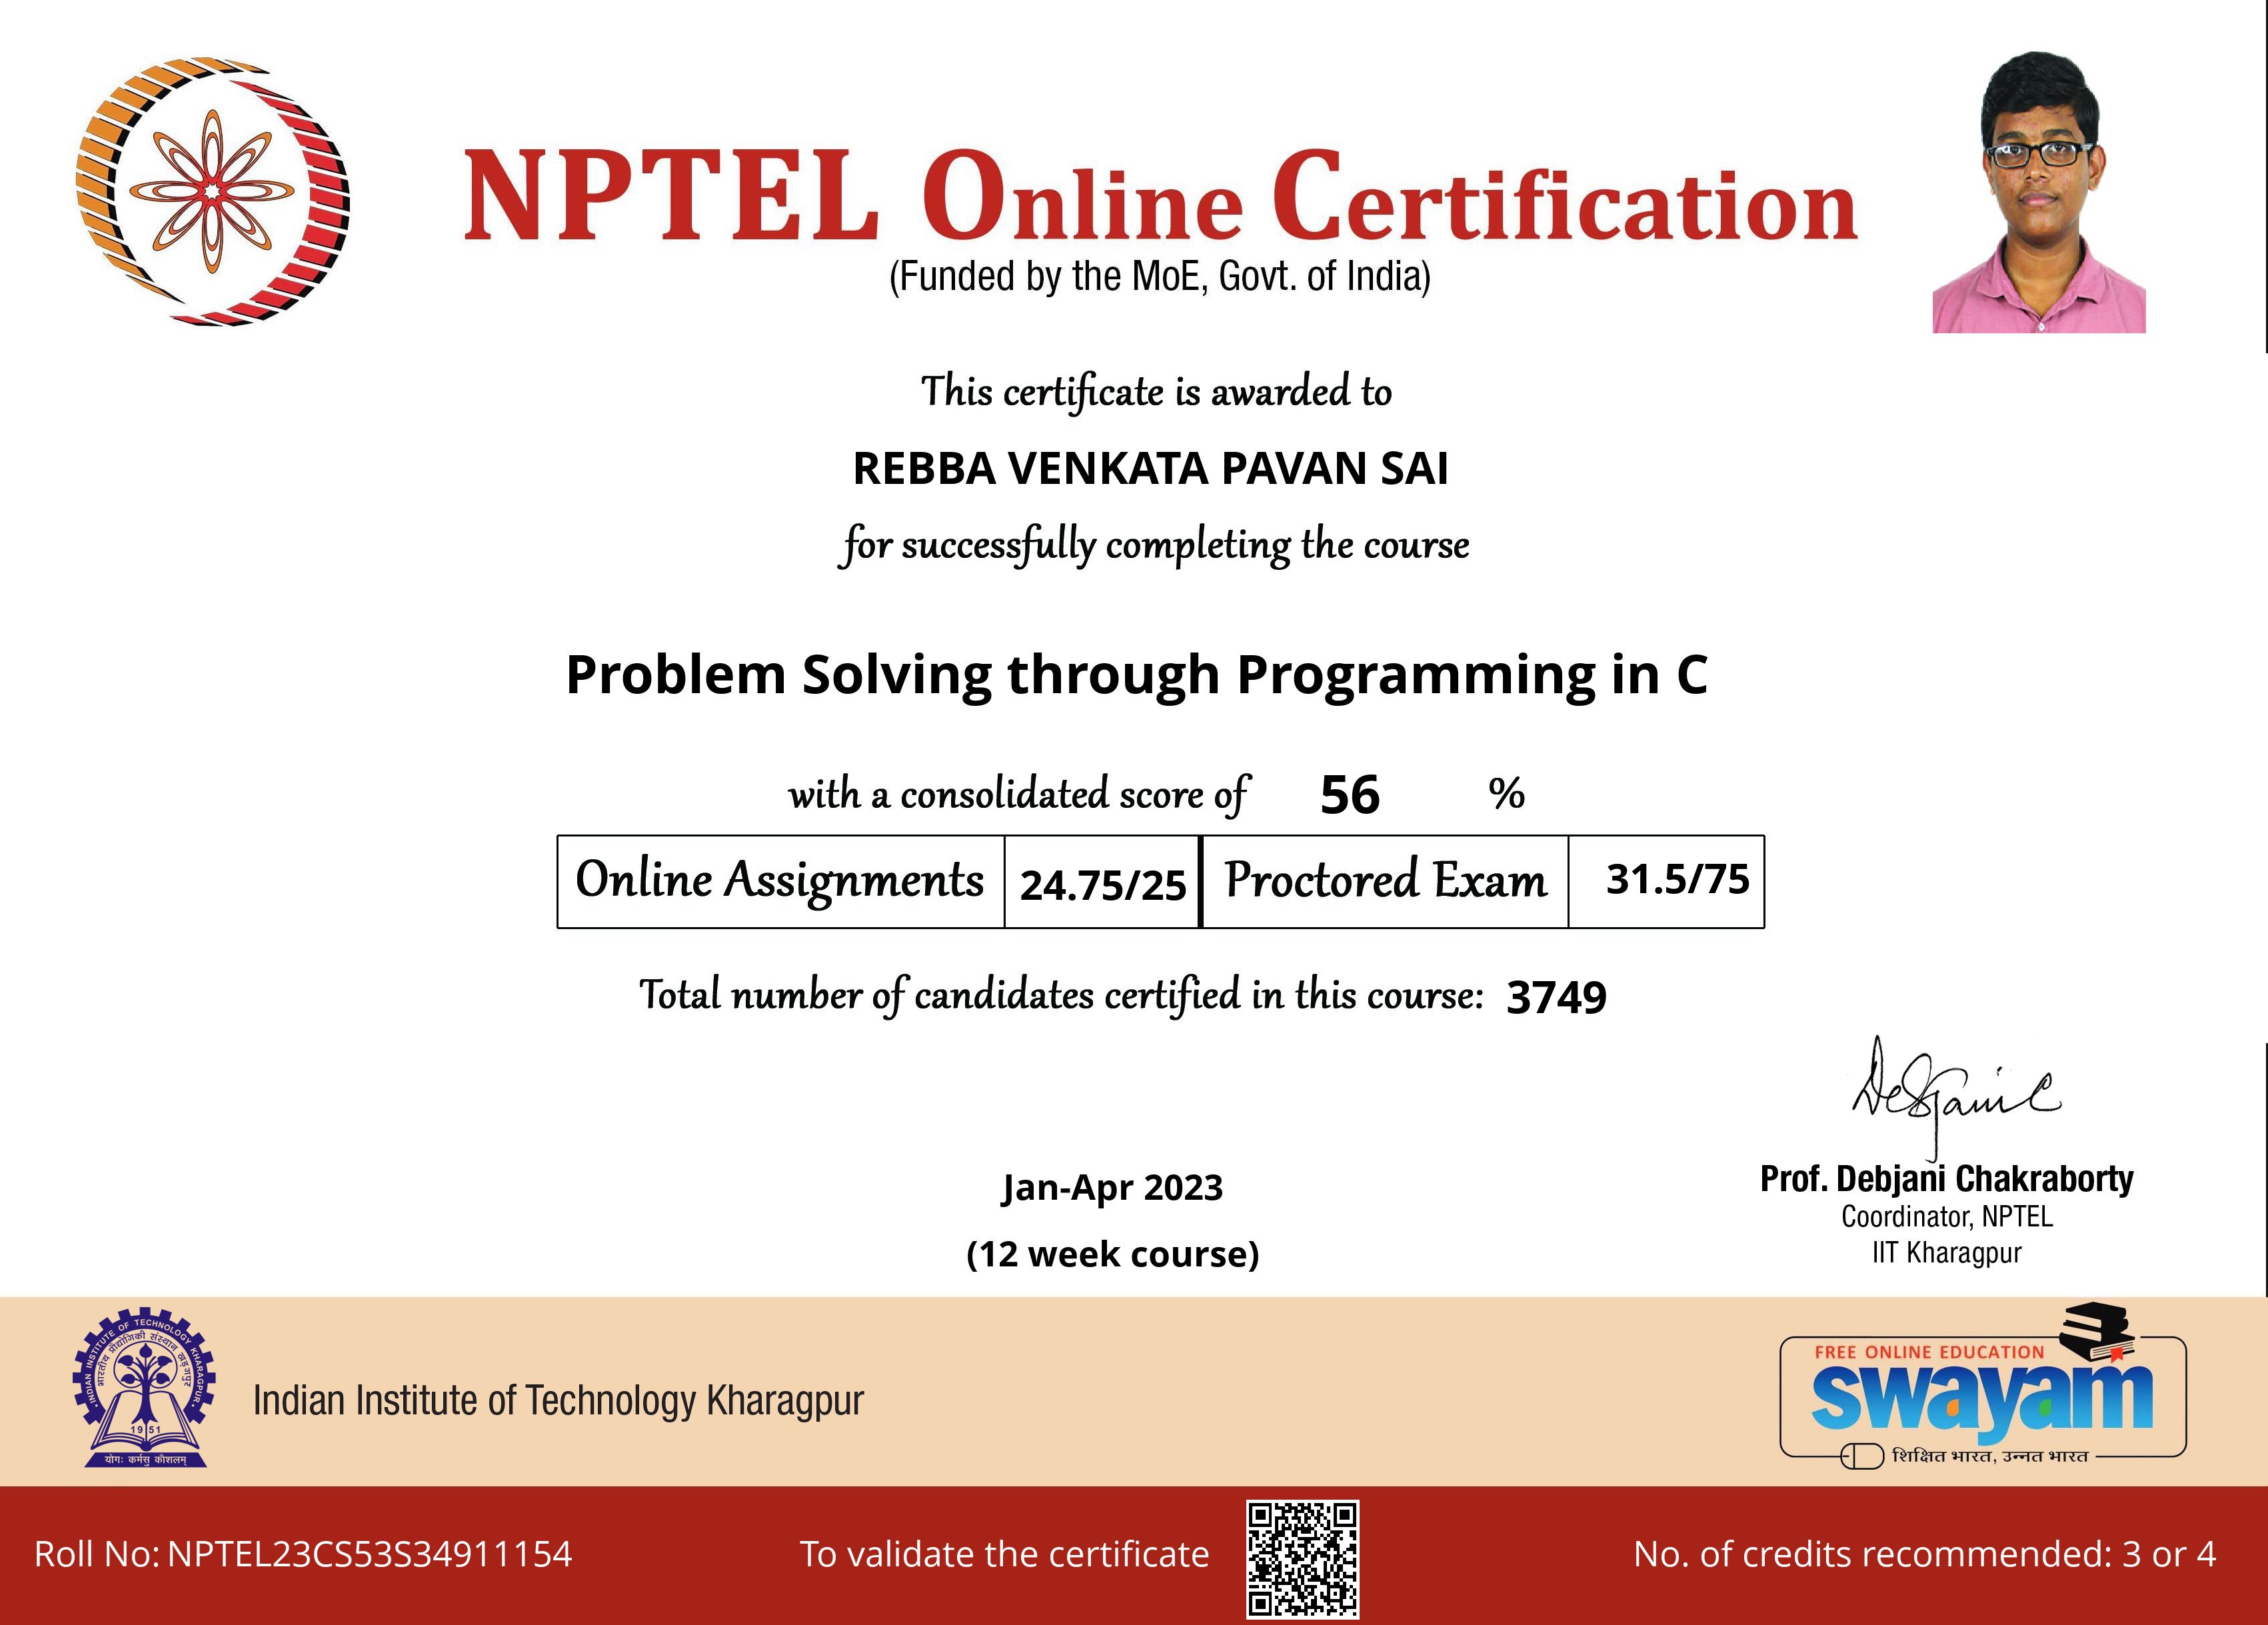 NPTEL Online Certification
(Funded by the MoE, Govt. of India)
This certificate is awarded to
REBBA VENKATA PAVAN SAI
for successfully completing the course
Problem Solving through Programming in C
with a consolidated score of 56 %
Online Assignments 24.75/25 Proctored Exam 31.5/75
Total number of candidates certified in this course: 3749
Jan-Apr 2023
(12 week course)
Prof. Debjani Chakraborty
Coordinator, NPTEL
IIT Kharagpur
INDIAN INSTITUTE OF TECHNOLOGY KHARAGPUR
भारतीय प्रौद्योगिकी संस्थान खड़गपुर
1951
योगः कर्मसु कौशलम्
Indian Institute of Technology Kharagpur
FREE ONLINE EDUCATION
swayam
शिक्षित भारत, उन्नत भारत
Roll No: NPTEL23CS53S34911154
To validate the certificate
No. of credits recommended: 3 or 4